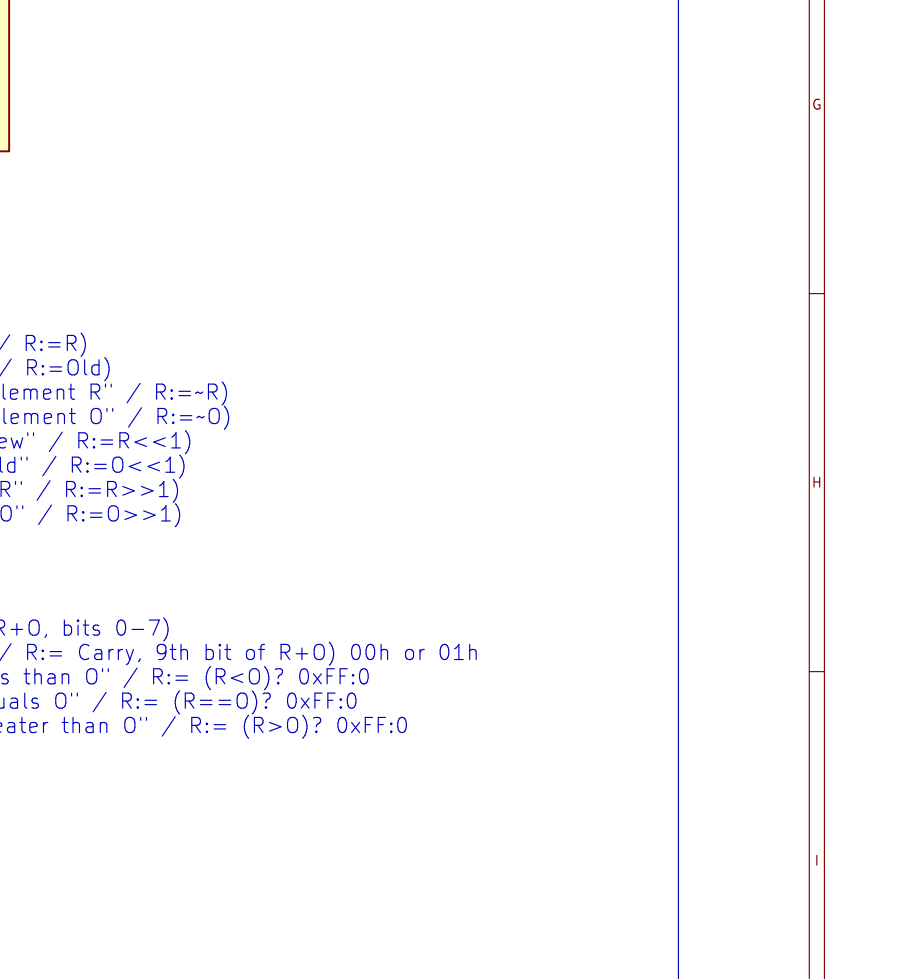 G
/ R:=R)
/ R:=Old)
lement R" / R:=~R)
lement O" / R:=~O)
ew" / R:=R<<1)
ld" / R:=O<<1)
R" / R:=R>>1)
H
O" / R:=O>>1)
R+O, bits 0-7)
/ R:= Carry, 9th bit of R+O) 00h or 01h
s than O" / R:= (R<O)? 0xFF:0
uals O" / R:= (R==O)? 0xFF:0
eater than O" / R:= (R>O)? 0xFF:0
I